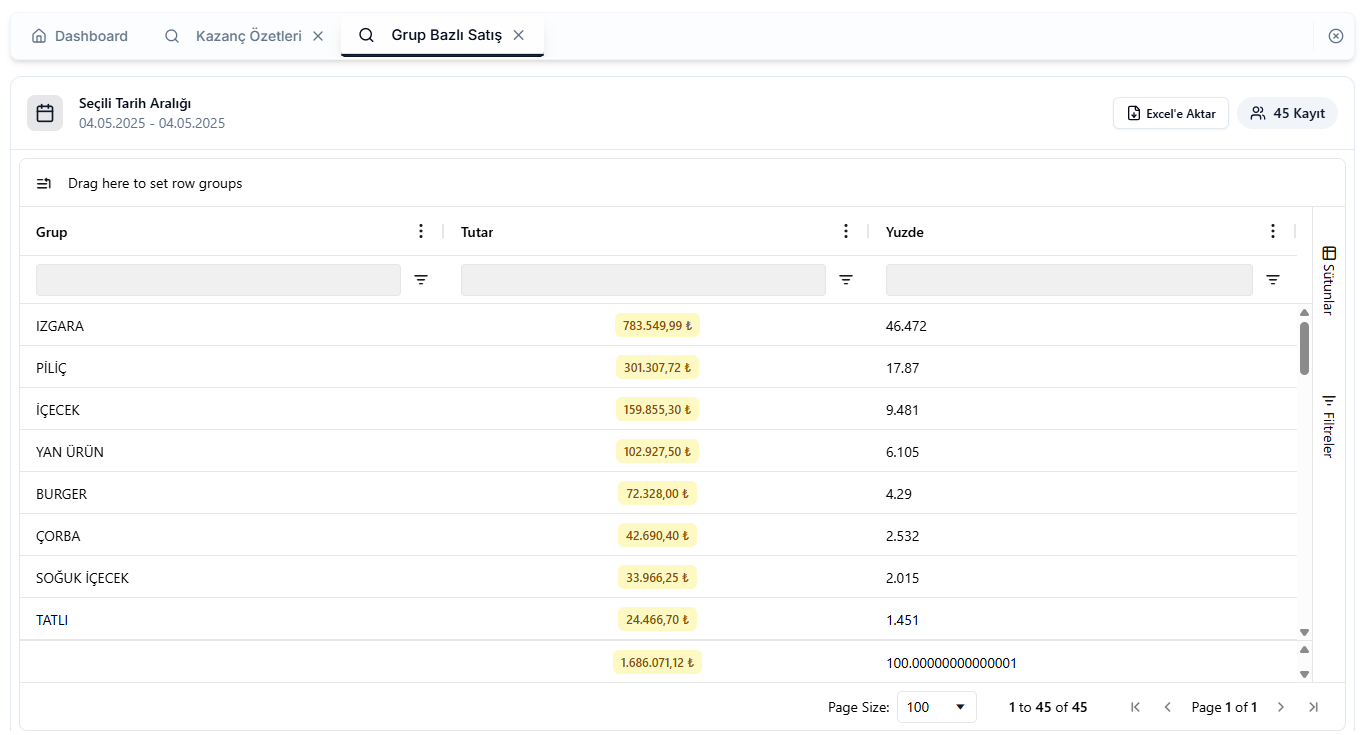 Dashboard Kazanç Özetleri Grup Bazlı Satış
Seçili Tarih Aralığı
04.05.2025 - 04.05.2025
Excel'e Aktar 45 Kayıt
Drag here to set row groups
Grup Tutar Yuzde
IZGARA 783.549,99 ₺ 46.472
PİLİÇ 301.307,72 ₺ 17.87
İÇECEK 159.855,30 ₺ 9.481
YAN ÜRÜN 102.927,50 ₺ 6.105
BURGER 72.328,00 ₺ 4.29
ÇORBA 42.690,40 ₺ 2.532
SOĞUK İÇECEK 33.966,25 ₺ 2.015
TATLI 24.466,70 ₺ 1.451
1.686.071,12 ₺ 100.00000000000001
Sütunlar
Filtreler
Page Size: 100 1 to 45 of 45 Page 1 of 1